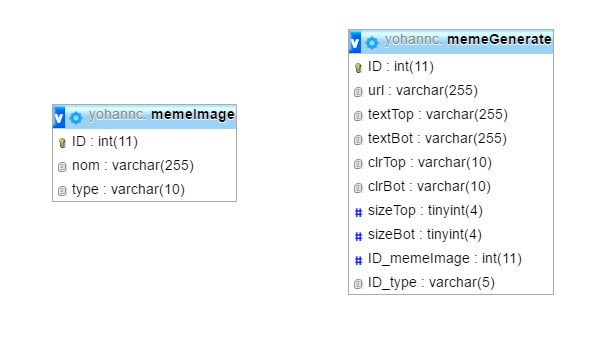 yohannc. memeImage
ID : int(11)
nom : varchar(255)
type : varchar(10)
yohannc. memeGenerate
ID : int(11)
url : varchar(255)
textTop : varchar(255)
textBot : varchar(255)
clrTop : varchar(10)
clrBot : varchar(10)
# sizeTop : tinyint(4)
# sizeBot : tinyint(4)
# ID_memeImage : int(11)
ID_type : varchar(5)